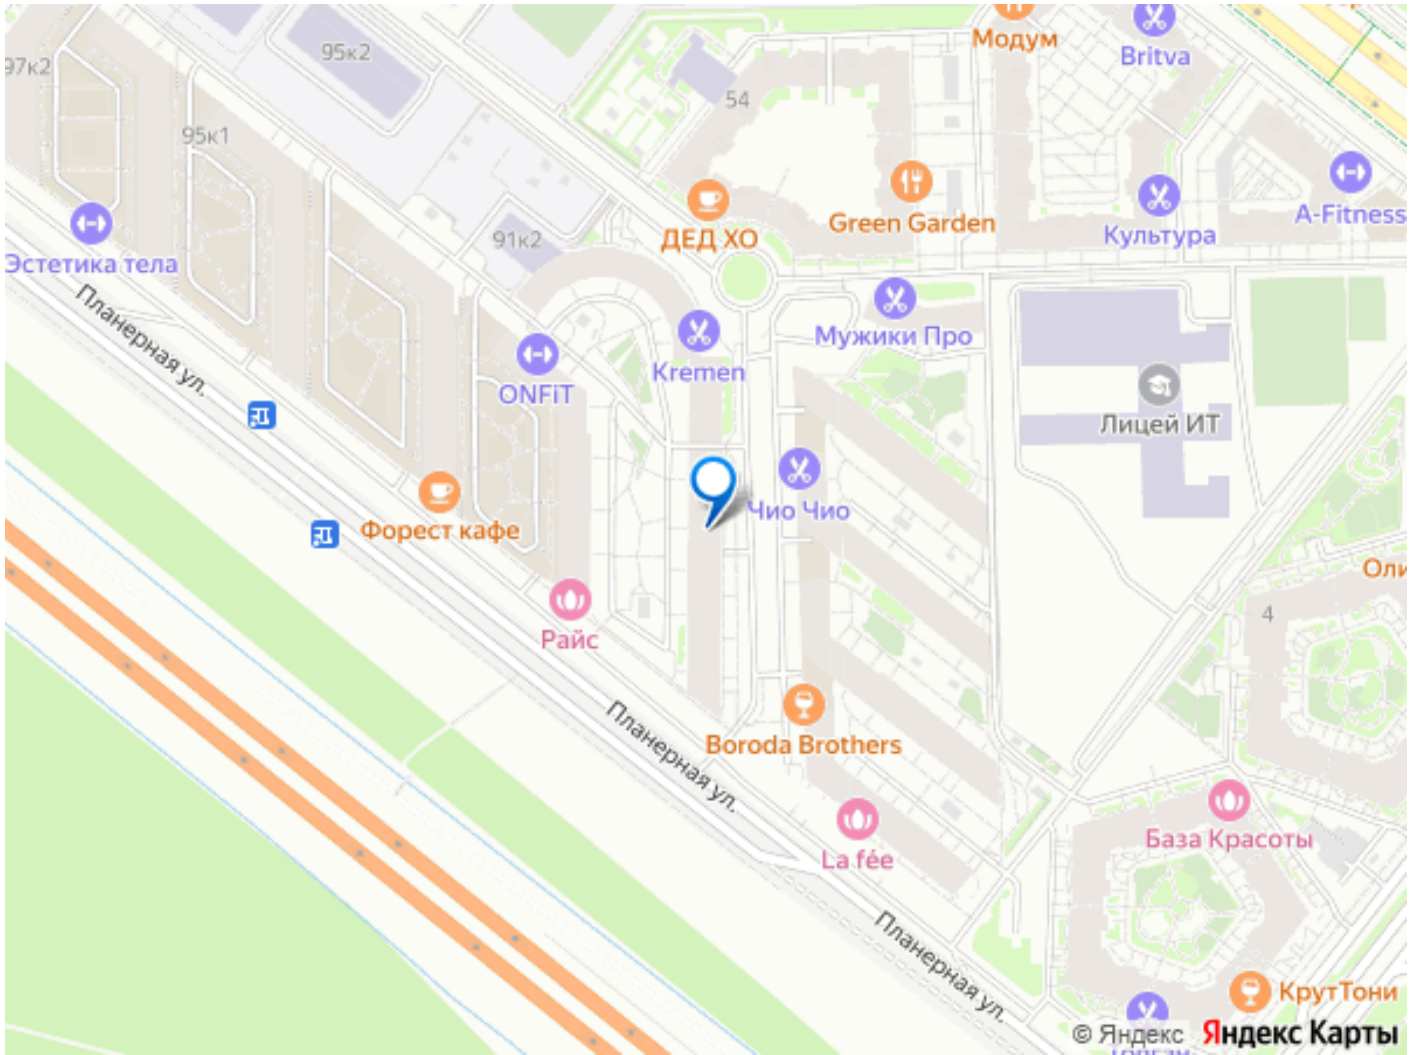 Модум
Britva
95к2
97к2
54
95к1
A-Fitness
Культура
Green Garden
ДЕД ХО
91к2
Эстетика тела
Планерная ул.
Мужики Про
Kremen
ONFiT
Лицей ИТ
Чио Чио
Форест кафе
Оли
4
Райс
Планерная ул.
Boroda Brothers
La fée
База Красоты
Планерная ул.
КрутТони
© Яндекс Яндекс Карты